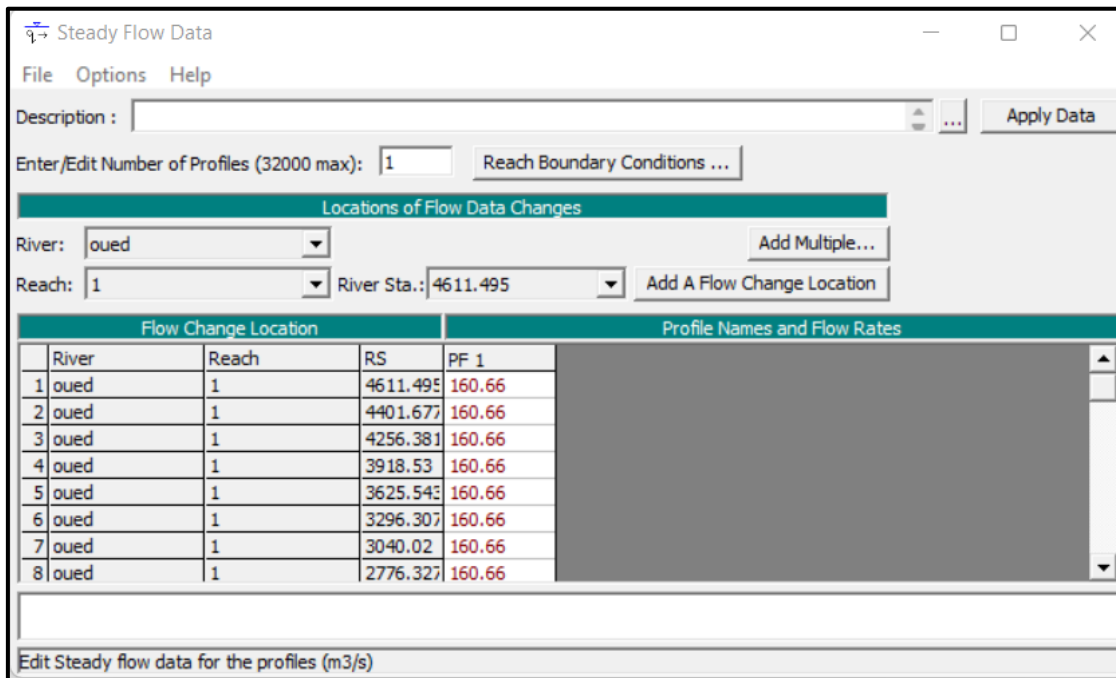 Steady Flow Data
File Options Help
Description : ... Apply Data
Enter/Edit Number of Profiles (32000 max): 1 Reach Boundary Conditions ...
Locations of Flow Data Changes
River: oued Add Multiple...
Reach: 1 River Sta.: 4611.495 Add A Flow Change Location
Flow Change Location Profile Names and Flow Rates
River Reach RS PF 1
1 oued 1 4611.495 160.66
2 oued 1 4401.677 160.66
3 oued 1 4256.381 160.66
4 oued 1 3918.53 160.66
5 oued 1 3625.543 160.66
6 oued 1 3296.307 160.66
7 oued 1 3040.02 160.66
8 oued 1 2776.327 160.66
Edit Steady flow data for the profiles (m3/s)